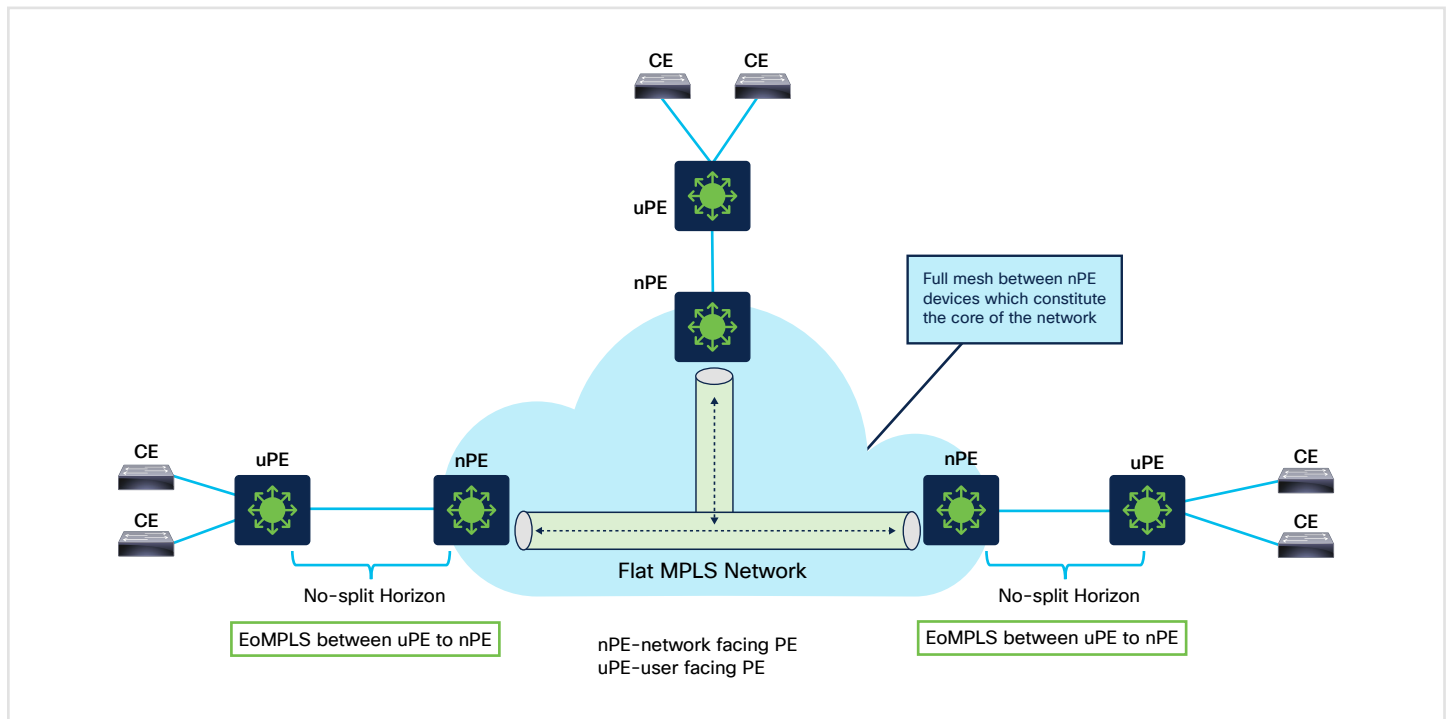 CE
CE
uPE
nPE
Full mesh between nPE
devices which constitute
the core of the network
CE
uPE
nPE
CE
nPE
uPE
CE
CE
Flat MPLS Network
No-split Horizon
No-split Horizon
EoMPLS between uPE to nPE
EoMPLS between uPE to nPE
nPE-network facing PE
uPE-user facing PE